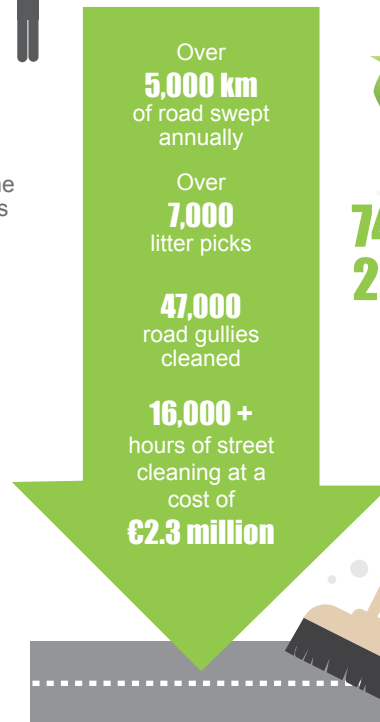 Over
5,000 km
of road swept
annually
Over
7,000
litter picks
47,000
road gullies
cleaned
16,000 +
hours of street
cleaning at a
cost of
€2.3 million